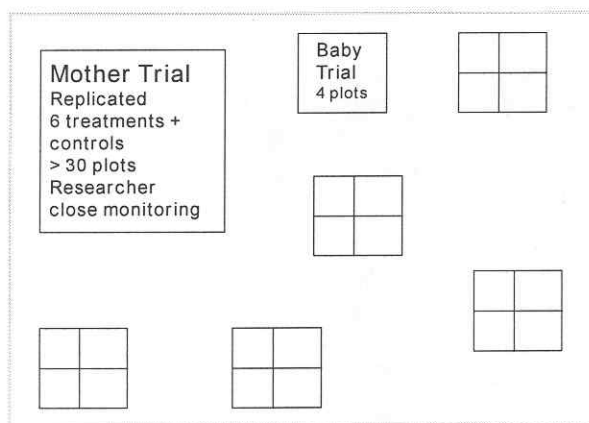 Mother Trial
Replicated
6 treatments +
controls
> 30 plots
Researcher
close monitoring
Baby
Trial
4 plots